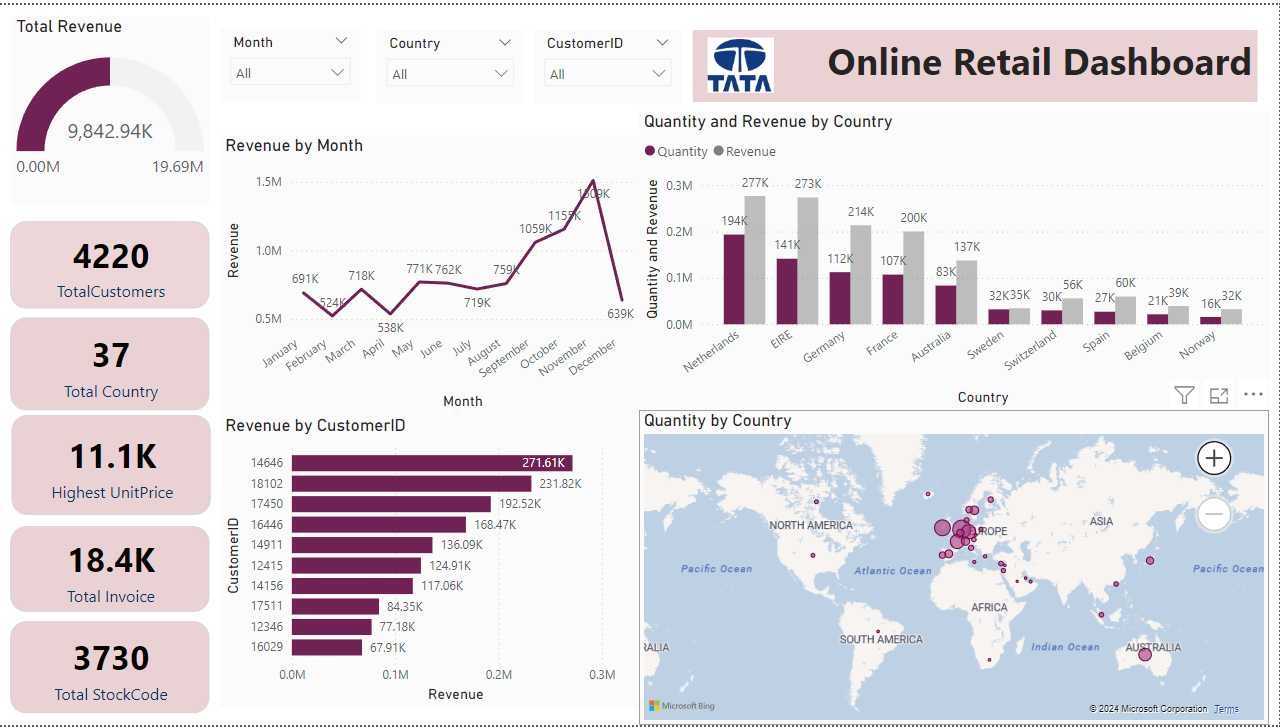 Total Revenue
9,842.94K
0.00M
19.69M
Month
All
Country
All
CustomerID
All
TATA
Online Retail Dashboard
4220
TotalCustomers
37
Total Country
11.1K
Highest UnitPrice
18.4K
Total Invoice
3730
Total StockCode
Revenue by Month
Revenue
1.5M
1.0M
0.5M
691K
524K
718K
538K
771K
762K
719K
759K
1059K
1155K
1509K
639K
January
February
March
April
May
June
July
August
September
October
November
December
Month
Quantity and Revenue by Country
Quantity
Revenue
Quantity and Revenue
0.3M
0.2M
0.1M
0.0M
194K
277K
141K
273K
112K
214K
107K
200K
83K
137K
32K
35K
30K
56K
27K
60K
21K
39K
16K
32K
Netherlands
EIRE
Germany
France
Australia
Sweden
Switzerland
Spain
Belgium
Norway
Country
Revenue by CustomerID
CustomerID
14646
271.61K
18102
231.82K
17450
192.52K
16446
168.47K
14911
136.09K
12415
124.91K
14156
117.06K
17511
84.35K
12346
77.18K
16029
67.91K
0.0M
0.1M
0.2M
0.3M
Revenue
Quantity by Country
NORTH AMERICA
EUROPE
ASIA
Pacific Ocean
Atlantic Ocean
Pacific Ocean
AFRICA
SOUTH AMERICA
Indian Ocean
AUSTRALIA
RALIA
Microsoft Bing
© 2024 Microsoft Corporation
Terms